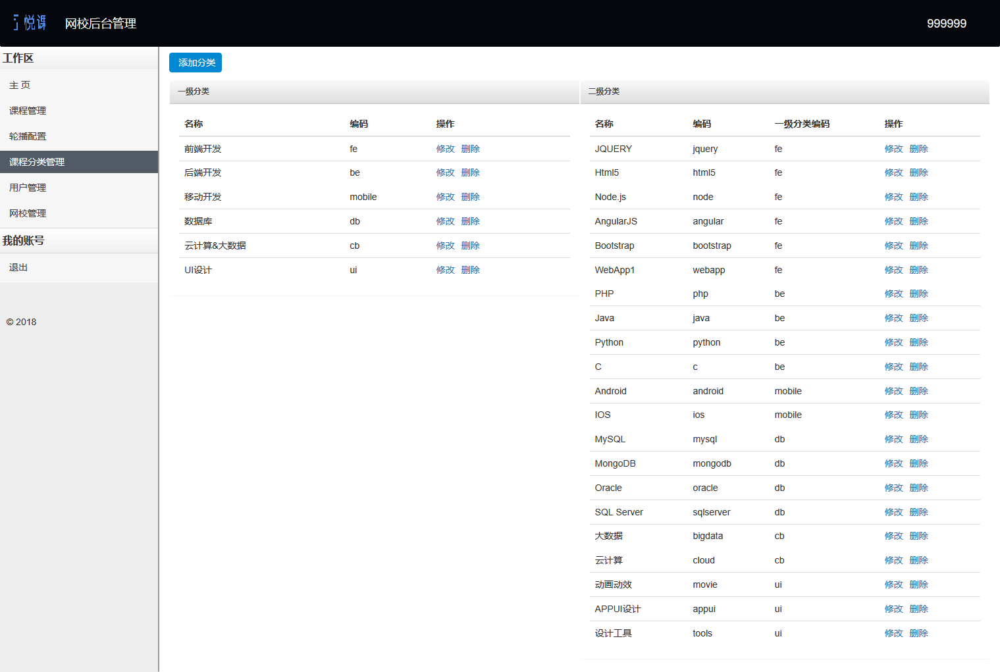 悦课 网校后台管理 999999
工作区
主 页
课程管理
轮播配置
课程分类管理
用户管理
网校管理
我的账号
退出
© 2018
添加分类
一级分类
名称 编码 操作
前端开发 fe 修改 删除
后端开发 be 修改 删除
移动开发 mobile 修改 删除
数据库 db 修改 删除
云计算&大数据 cb 修改 删除
UI设计 ui 修改 删除
二级分类
名称 编码 一级分类编码 操作
JQUERY jquery fe 修改 删除
Html5 html5 fe 修改 删除
Node.js node fe 修改 删除
AngularJS angular fe 修改 删除
Bootstrap bootstrap fe 修改 删除
WebApp1 webapp fe 修改 删除
PHP php be 修改 删除
Java java be 修改 删除
Python python be 修改 删除
C c be 修改 删除
Android android mobile 修改 删除
IOS ios mobile 修改 删除
MySQL mysql db 修改 删除
MongoDB mongodb db 修改 删除
Oracle oracle db 修改 删除
SQL Server sqlserver db 修改 删除
大数据 bigdata cb 修改 删除
云计算 cloud cb 修改 删除
动画动效 movie ui 修改 删除
APPUI设计 appui ui 修改 删除
设计工具 tools ui 修改 删除